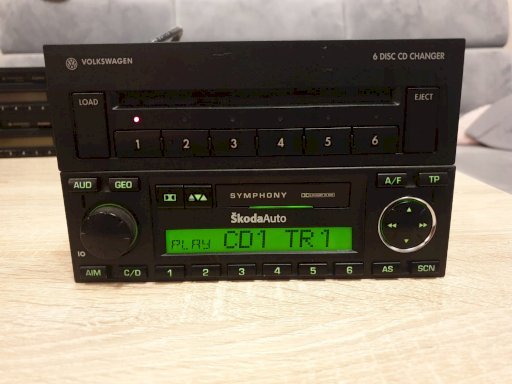 VOLKSWAGEN 6 DISC CD CHANGER
LOAD EJECT
1 2 3 4 5 6
AUD GEO SYMPHONY A/F TP
ŠkodaAuto
PLAY CD1 TR1
AIM C/D 1 2 3 4 5 6 AS SCN